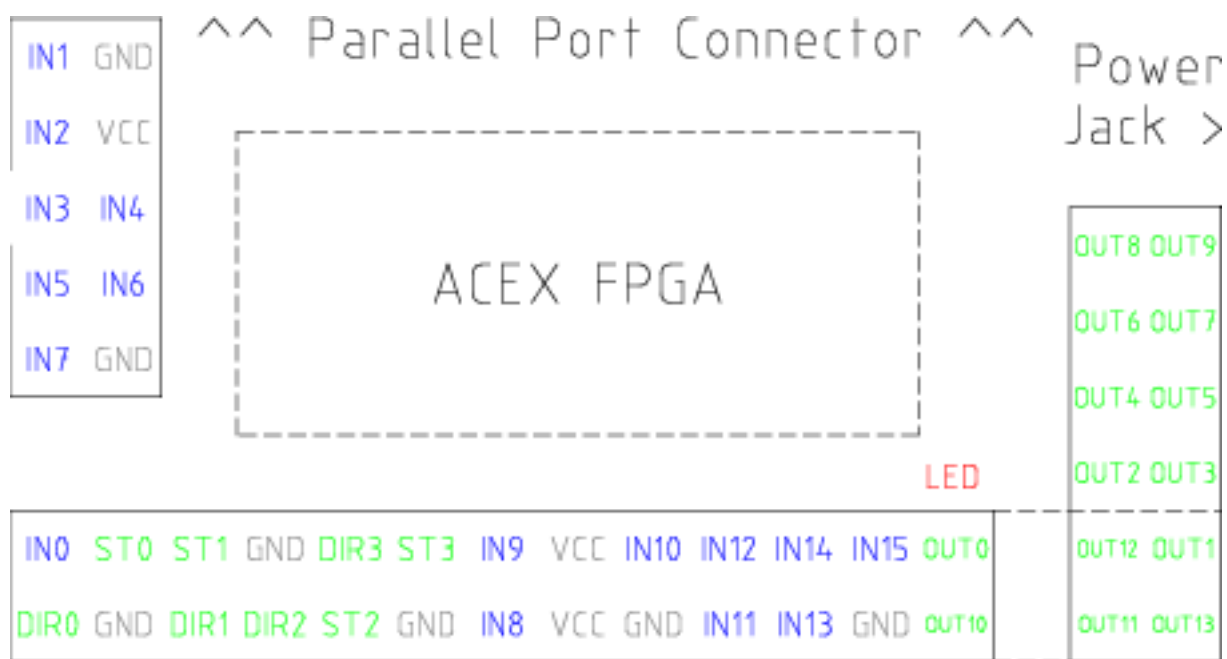 ^^ Parallel Port Connector ^^
Power
Jack >
IN1 GND
IN2 VCC
IN3 IN4
IN5 IN6
IN7 GND
ACEX FPGA
OUT8 OUT9
OUT6 OUT7
OUT4 OUT5
OUT2 OUT3
OUT12 OUT1
OUT11 OUT13
LED
IN0 ST0 ST1 GND DIR3 ST3 IN9 VCC IN10 IN12 IN14 IN15 OUT0
DIR0 GND DIR1 DIR2 ST2 GND IN8 VCC GND IN11 IN13 GND OUT10